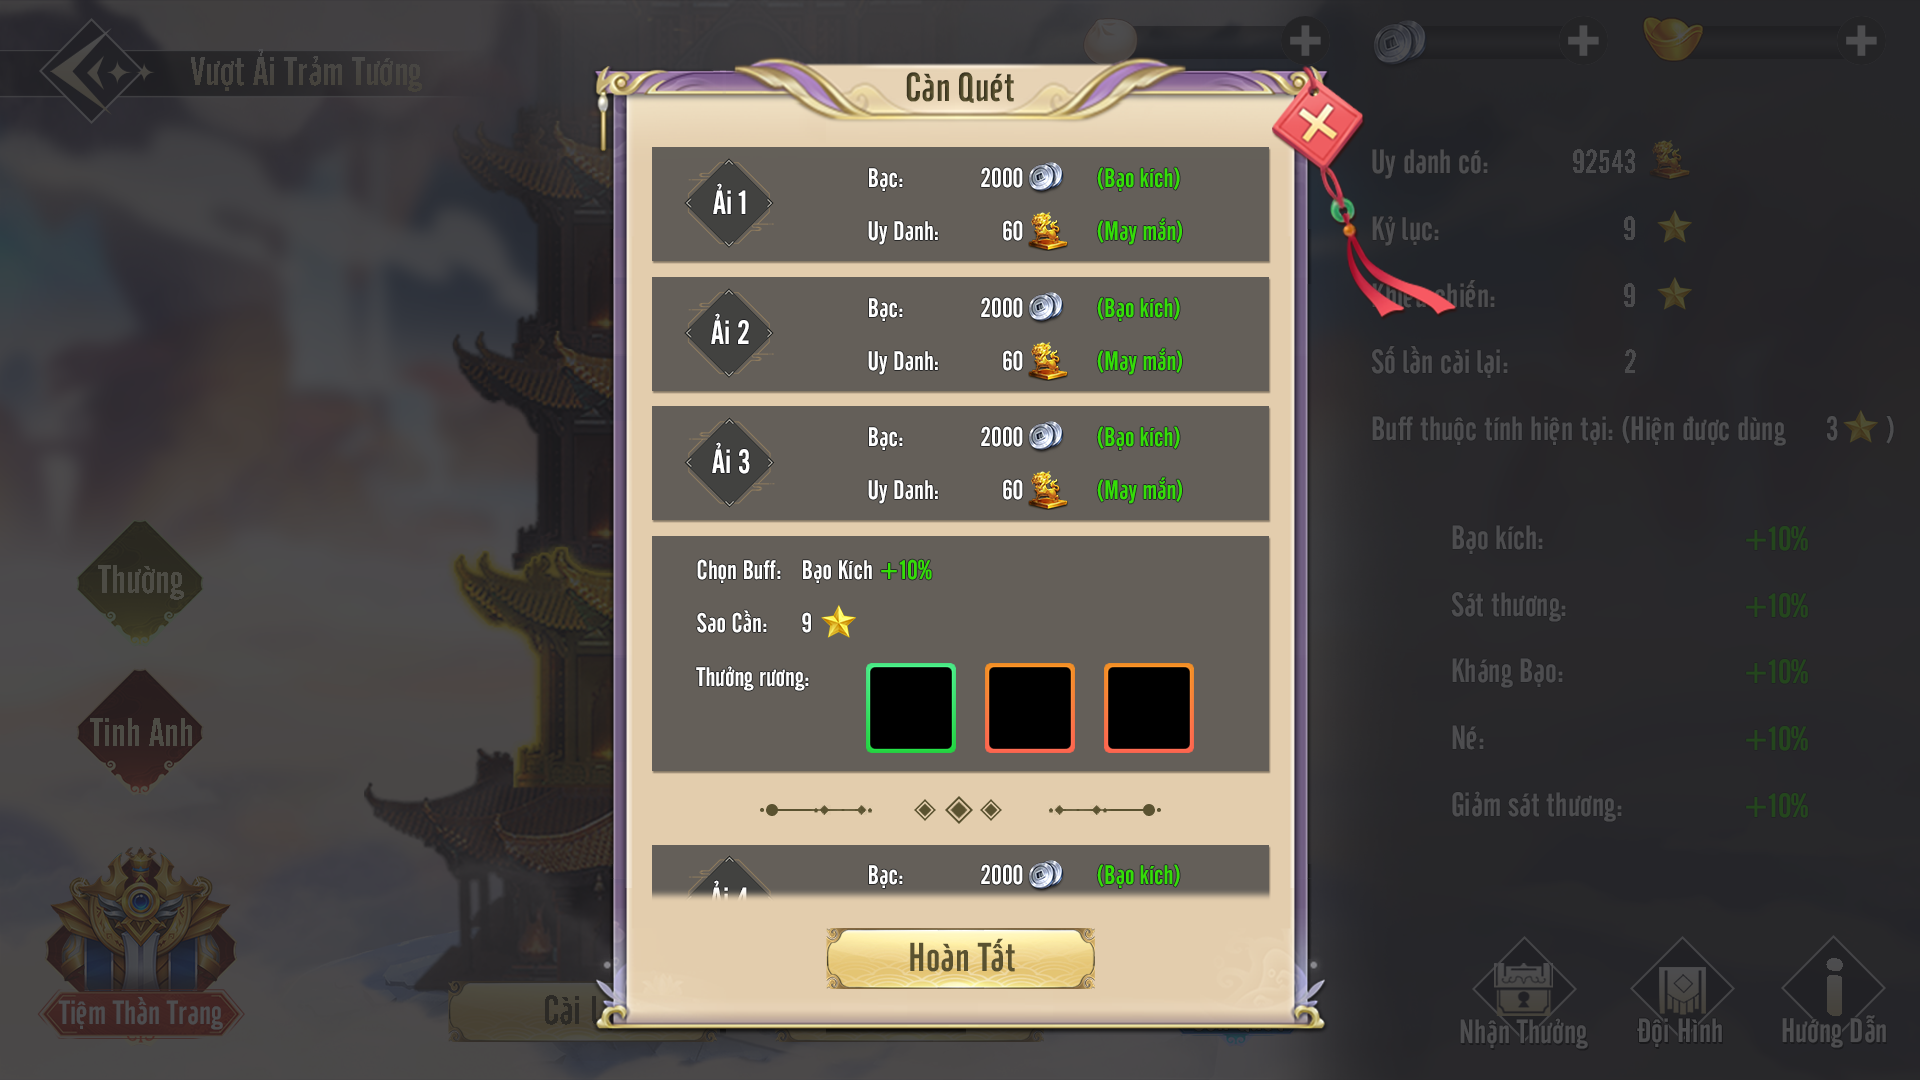 Vượt Ải Trảm Tướng
Càn Quét
Ải 1
Bạc: 2000 (Bạo kích)
Uy Danh: 60 (May mắn)
Ải 2
Bạc: 2000 (Bạo kích)
Uy Danh: 60 (May mắn)
Ải 3
Bạc: 2000 (Bạo kích)
Uy Danh: 60 (May mắn)
Chọn Buff: Bạo Kích +10%
Sao Cần: 9
Thưởng rương:
Ải 4
Bạc: 2000 (Bạo kích)
Hoàn Tất
Uy danh có: 92543
Kỷ lục: 9
Khiêu chiến: 9
Số lần cài lại: 2
Buff thuộc tính hiện tại: (Hiện được dùng 3 )
Bạo kích: +10%
Sát thương: +10%
Kháng Bạo: +10%
Né: +10%
Giảm sát thương: +10%
Thường
Tinh Anh
Tiệm Thần Trang
Cài
Nhận Thưởng
Đội Hình
Hướng Dẫn